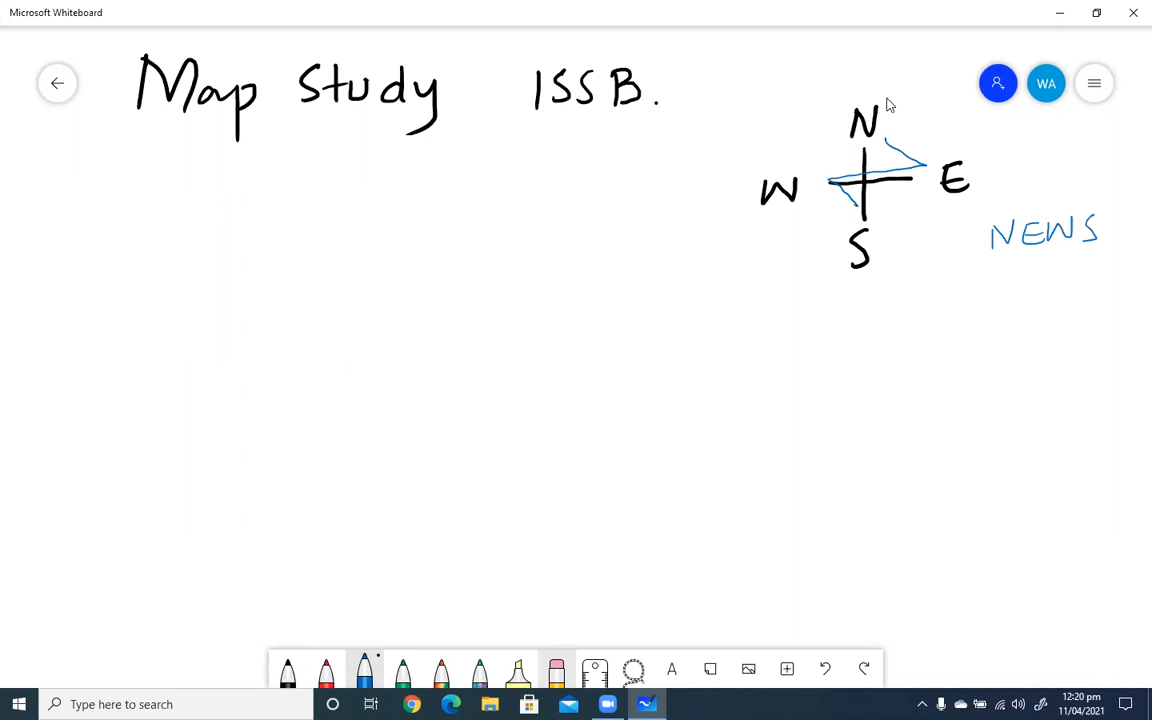 Microsoft Whiteboard
Map Study ISSB.
WA
N
W E
S
NEWS
A
Type here to search
12:20 pm
11/04/2021